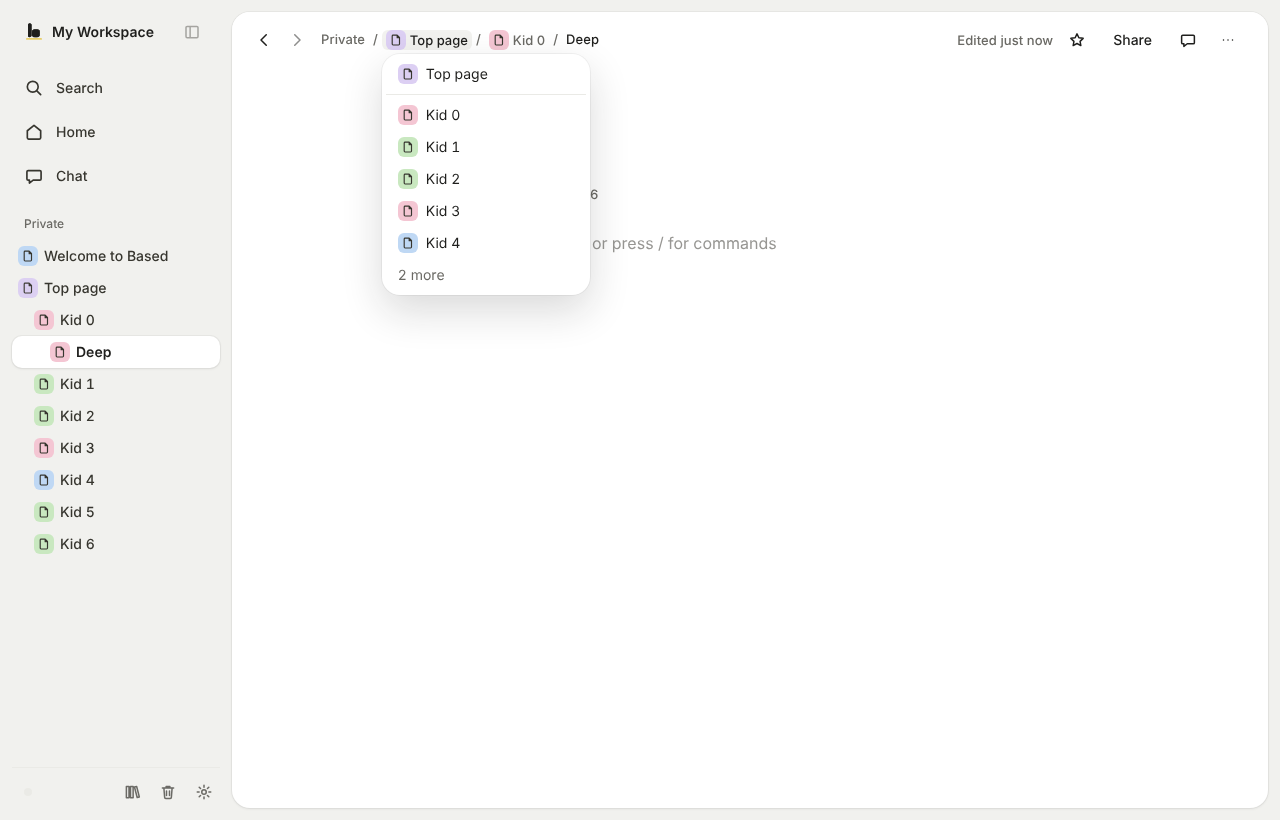 My Workspace
Search
Home
Chat
Private
Welcome to Based
Top page
Kid 0
Deep
Kid 1
Kid 2
Kid 3
Kid 4
Kid 5
Kid 6
Private / Top page / Kid 0 / Deep
Edited just now
Share
Top page
Kid 0
Kid 1
Kid 2
Kid 3
Kid 4
2 more
6
or press / for commands